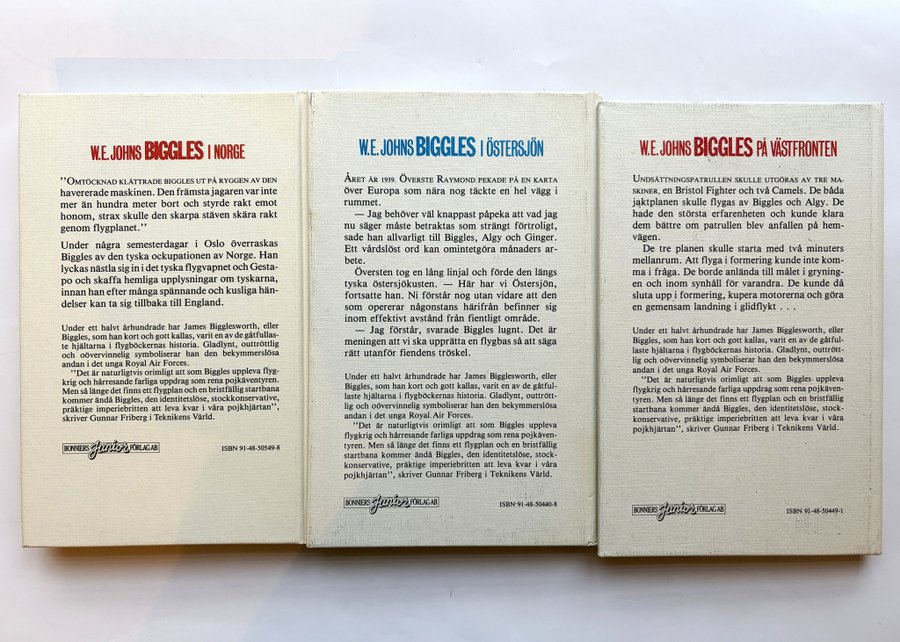 W.E. JOHNS BIGGLES I NORGE
"OMTÖCKNAD KLÄTTRADE BIGGLES UT PÅ RYGGEN AV DEN
havererade maskinen. Den främsta jagaren var inte
mer än hundra meter bort och styrde rakt emot
honom, strax skulle den skarpa stäven skära rakt
genom flygplanet."
Under några semesterdagar i Oslo överraskas
Biggles av den tyska ockupationen av Norge. Han
lyckas nästla sig in i det tyska flygvapnet och Gesta-
po och skaffa hemliga upplysningar om tyskarna,
innan han efter många spännande och kusliga hän-
delser kan ta sig tillbaka till England.
Under ett halvt århundrade har James Bigglesworth, eller
Biggles, som han kort och gott kallas, varit en av de gåtfullas-
te hjältarna i flygböckernas historia. Gladlynt, outtröttlig
och oövervinnelig symboliserar han den bekymmerslösa
andan i det unga Royal Air Forces.
"Det är naturligtvis orimligt att som Biggles uppleva flyg-
krig och hårresande farliga uppdrag som rena pojkäventyren.
Men så länge det finns ett flygplan och en bristfällig startbana
kommer ändå Biggles, den identitetslöse, stockkonservative,
präktige imperiebritten att leva kvar i våra pojkhjärtan",
skriver Gunnar Friberg i Teknikens Värld.
BONNIERS Junior FÖRLAG AB
ISBN 91-48-50549-8
W.E. JOHNS BIGGLES I ÖSTERSJÖN
ÅRET ÄR 1939. ÖVERSTE RAYMOND PEKADE PÅ EN KARTA
över Europa som nära nog täckte en hel vägg i
rummet.
— Jag behöver väl knappast påpeka att vad jag
nu säger måste betraktas som strängt förtroligt,
sade han allvarligt till Biggles, Algy och Ginger.
Ett vårdslöst ord kan omintetgöra månaders ar-
bete.
Översten tog en lång linjal och förde den längs
tyska östersjökusten. — Här har vi Östersjön,
fortsatte han. Ni förstår nog utan vidare att den
som opererar någonstans härifrån befinner sig
inom effektivt avstånd från fientligt område.
— Jag förstår, svarade Biggles lugnt. Det är
meningen att vi ska upprätta en flygbas så att säga
rätt utanför fiendens tröskel.
Under ett halvt århundrade har James Bigglesworth, eller
Biggles, som han kort och gott kallas, varit en av de gåtful-
laste hjältarna i flygböckernas historia. Gladlynt, outtrött-
lig och oövervinnelig symboliserar han den bekymmerslösa
andan i det unga Royal Air Forces.
"Det är naturligtvis orimligt att som Biggles uppleva
flygkrig och hårresande farliga uppdrag som rena pojkäven-
tyren. Men så länge det finns ett flygplan och en bristfällig
startbana kommer ändå Biggles, den identitetslöse, stock-
konservative, präktige imperiebritten att leva kvar i våra
pojkhjärtan", skriver Gunnar Friberg i Teknikens Värld.
BONNIERS Junior FÖRLAG AB
ISBN 91-48-50440-8
W.E. JOHNS BIGGLES PÅ VÄSTFRONTEN
UNDSÄTTNINGSPATRULLEN SKULLE UTGÖRAS AV TRE MA-
SKINER, en Bristol Fighter och två Camels. De båda
jaktplanen skulle flygas av Biggles och Algy. De
hade den största erfarenheten och kunde klara
dem bättre om patrullen blev anfallen på hem-
vägen.
De tre planen skulle starta med två minuters
mellanrum. Att flyga i formering kunde inte kom-
ma i fråga. De borde anlända till målet i grynin-
gen och inom synhåll för varandra. De kunde då
sluta upp i formering, kupera motorerna och göra
en gemensam landning i glidflykt . . .
Under ett halvt århundrade har James Bigglesworth, eller
Biggles, som han kort och gott kallas, varit en av de gåtful-
laste hjältarna i flygböckernas historia. Gladlynt, outtrött-
lig och oövervinnelig symboliserar han den bekymmerslösa
andan i det unga Royal Air Forces.
"Det är naturligtvis orimligt att som Biggles uppleva
flygkrig och hårresande farliga uppdrag som rena pojkäven-
tyren. Men så länge det finns ett flygplan och en bristfällig
startbana kommer ändå Biggles, den identitetslöse, stock-
konservative, präktige imperiebritten att leva kvar i våra
pojkhjärtan", skriver Gunnar Friberg i Teknikens Värld.
BONNIERS Junior FÖRLAG AB
ISBN 91-48-50449-1